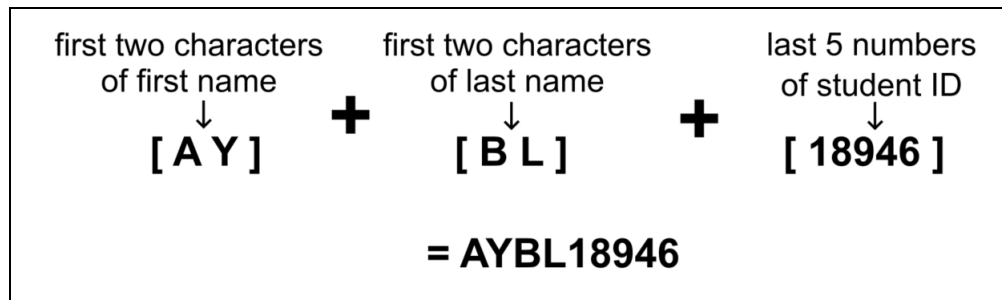 first two characters
of first name
↓
[ A Y ]
+
first two characters
of last name
↓
[ B L ]
+
last 5 numbers
of student ID
↓
[ 18946 ]
= AYBL18946